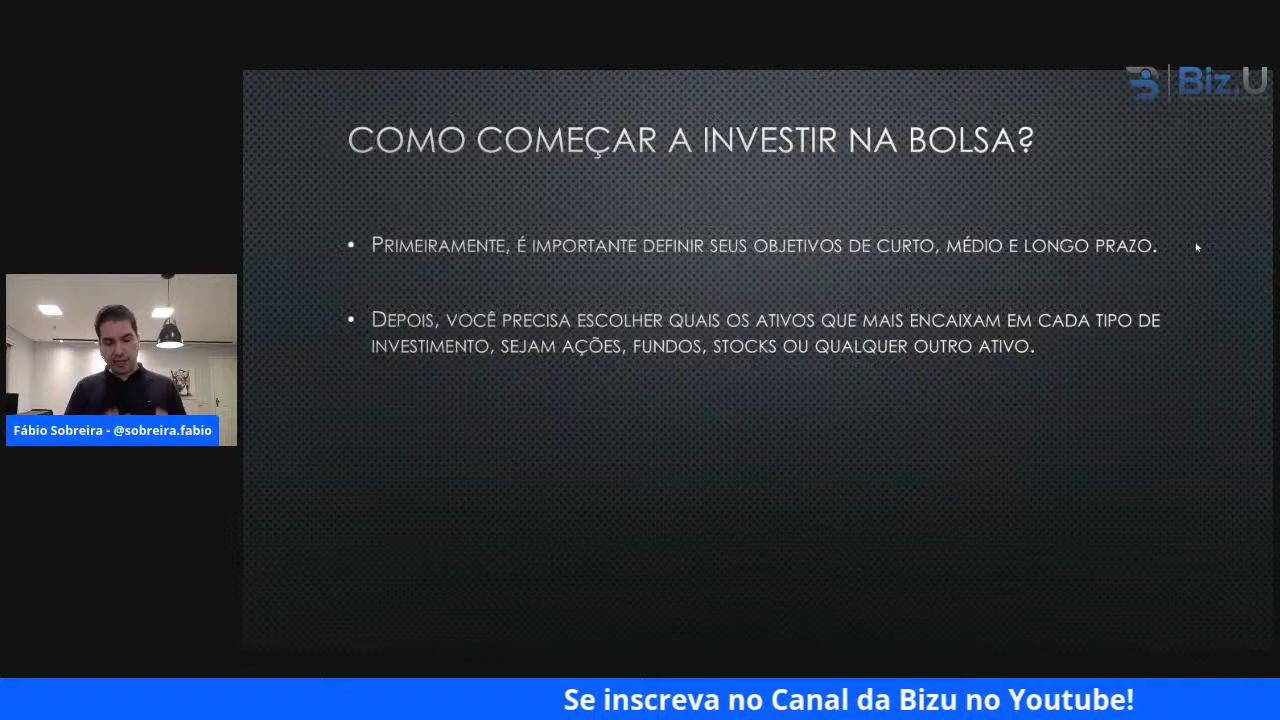 Biz.U
COMO COMEÇAR A INVESTIR NA BOLSA?
• PRIMEIRAMENTE, É IMPORTANTE DEFINIR SEUS OBJETIVOS DE CURTO, MÉDIO E LONGO PRAZO.
• DEPOIS, VOCÊ PRECISA ESCOLHER QUAIS OS ATIVOS QUE MAIS ENCAIXAM EM CADA TIPO DE
INVESTIMENTO, SEJAM AÇÕES, FUNDOS, STOCKS OU QUALQUER OUTRO ATIVO.
Fábio Sobreira - @sobreira.fabio
Se inscreva no Canal da Bizu no Youtube!